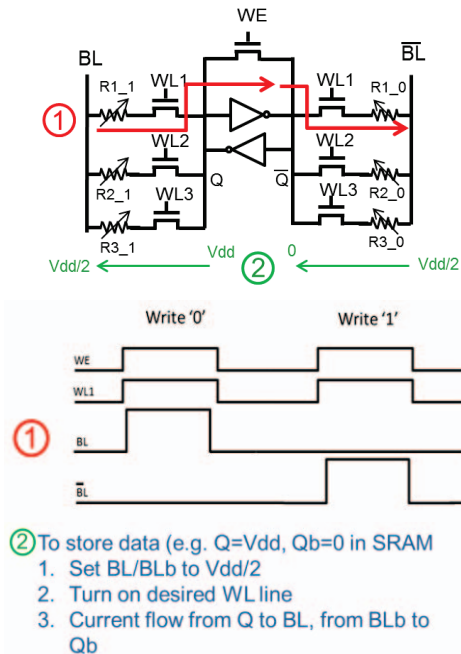 WE
BL
BL
WL1
WL1
R1_1
R1_0
1
WL2
WL2
Q
Q
R2_1
R2_0
WL3
WL3
R3_1
R3_0
Vdd/2
Vdd
2
0
Vdd/2
Write ‘0’
Write ‘1’
WE
WL1
1
BL
BL
2 To store data (e.g. Q=Vdd, Qb=0 in SRAM
1. Set BL/BLb to Vdd/2
2. Turn on desired WL line
3. Current flow from Q to BL, from BLb to
Qb